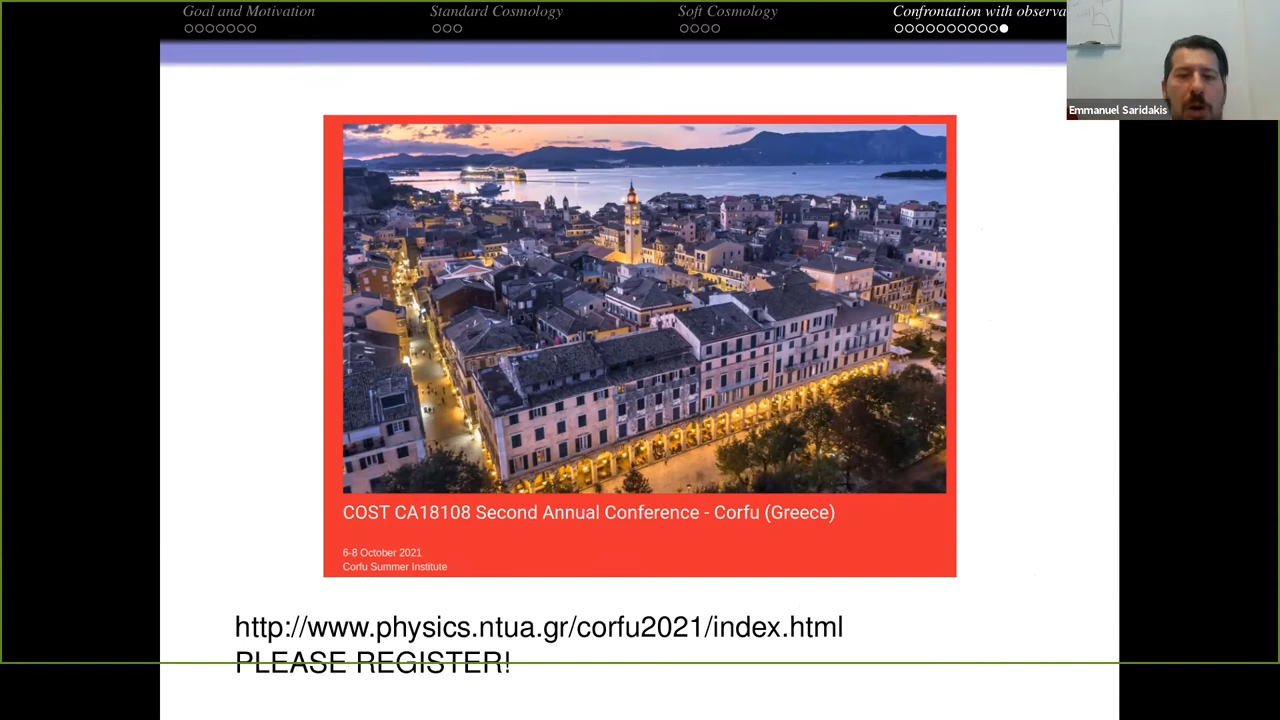 Goal and Motivation
Standard Cosmology
Soft Cosmology
Confrontation with observa
Emmanuel Saridakis
COST CA18108 Second Annual Conference - Corfu (Greece)
6-8 October 2021
Corfu Summer Institute
http://www.physics.ntua.gr/corfu2021/index.html
PLEASE REGISTER!